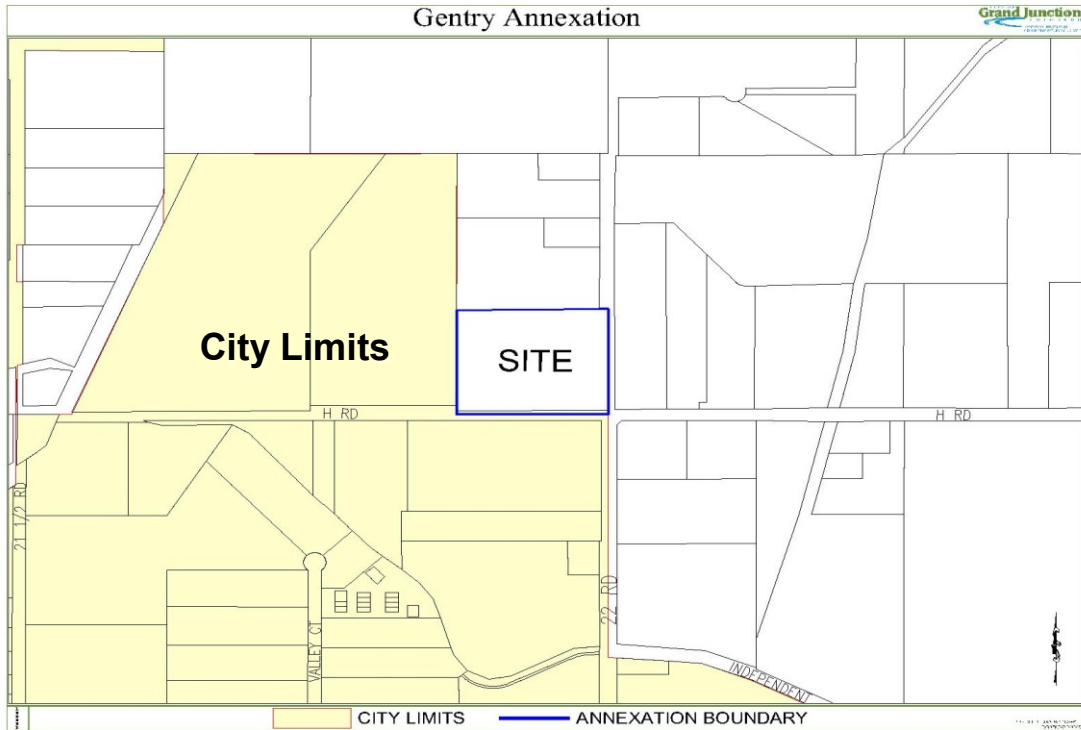 Gentry Annexation
Grand Junction
COLORADO
City Limits
SITE
H RD
H RD
21 1/2 RD
22 RD
VALLEY CT
INDEPENDENT
CITY LIMITS
ANNEXATION BOUNDARY